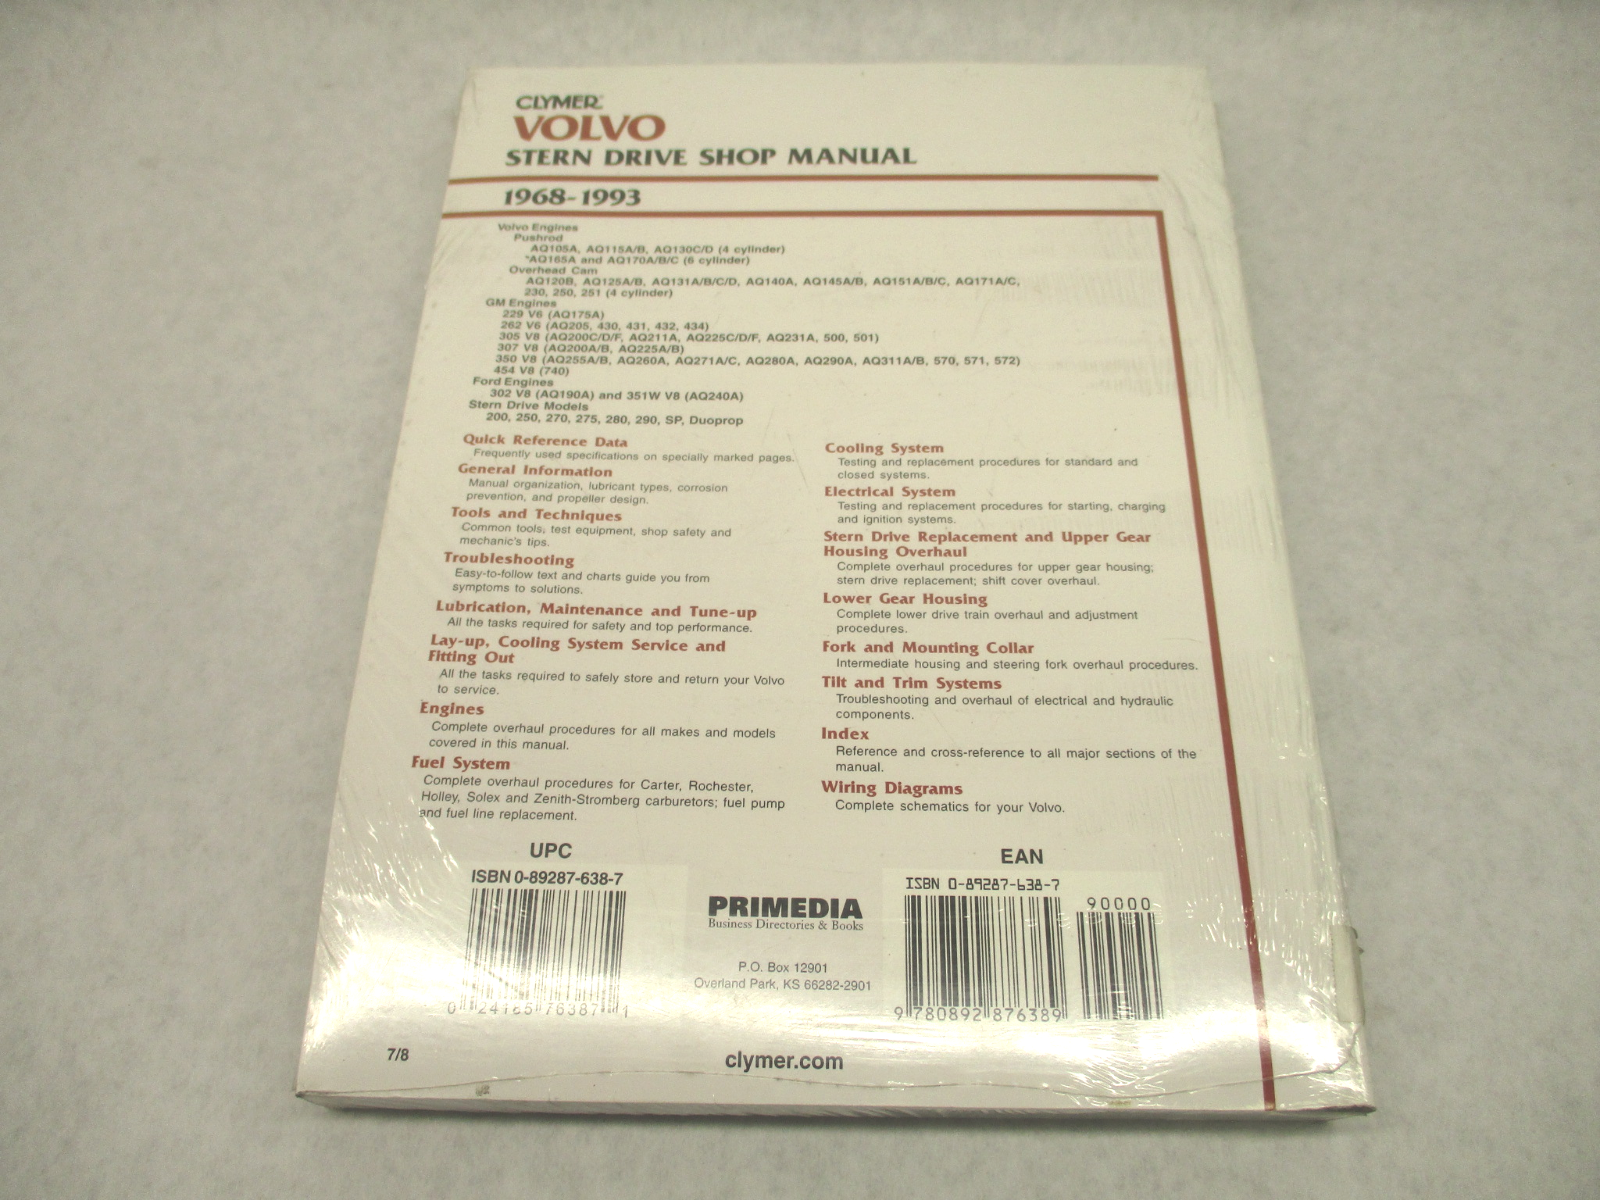 CLYMER™
VOLVO
STERN DRIVE SHOP MANUAL
1968-1993
Volvo Engines
Pushrod
AQ105A, AQ115A/B, AQ130C/D (4 cylinder)
*AQ165A and AQ170A/B/C (6 cylinder)
Overhead Cam
AQ120B, AQ125A/B, AQ131A/B/C/D, AQ140A, AQ145A/B, AQ151A/B/C, AQ171A/C,
230, 250, 251 (4 cylinder)
GM Engines
229 V6 (AQ175A)
262 V6 (AQ205, 430, 431, 432, 434)
305 V8 (AQ200C/D/F, AQ211A, AQ225C/D/F, AQ231A, 500, 501)
307 V8 (AQ200A/B, AQ225A/B)
350 V8 (AQ255A/B, AQ260A, AQ271A/C, AQ280A, AQ290A, AQ311A/B, 570, 571, 572)
454 V8 (740)
Ford Engines
302 V8 (AQ190A) and 351W V8 (AQ240A)
Stern Drive Models
200, 250, 270, 275, 280, 290, SP, Duoprop
Quick Reference Data
Frequently used specifications on specially marked pages.
General Information
Manual organization, lubricant types, corrosion
prevention, and propeller design.
Tools and Techniques
Common tools, test equipment, shop safety and
mechanic's tips.
Troubleshooting
Easy-to-follow text and charts guide you from
symptoms to solutions.
Lubrication, Maintenance and Tune-up
All the tasks required for safety and top performance.
Lay-up, Cooling System Service and
Fitting Out
All the tasks required to safely store and return your Volvo
to service.
Engines
Complete overhaul procedures for all makes and models
covered in this manual.
Fuel System
Complete overhaul procedures for Carter, Rochester,
Holley, Solex and Zenith-Stromberg carburetors; fuel pump
and fuel line replacement.
Cooling System
Testing and replacement procedures for standard and
closed systems.
Electrical System
Testing and replacement procedures for starting, charging
and ignition systems.
Stern Drive Replacement and Upper Gear
Housing Overhaul
Complete overhaul procedures for upper gear housing;
stern drive replacement; shift cover overhaul.
Lower Gear Housing
Complete lower drive train overhaul and adjustment
procedures.
Fork and Mounting Collar
Intermediate housing and steering fork overhaul procedures.
Tilt and Trim Systems
Troubleshooting and overhaul of electrical and hydraulic
components.
Index
Reference and cross-reference to all major sections of the
manual.
Wiring Diagrams
Complete schematics for your Volvo.
UPC
ISBN 0-89287-638-7
0 24185 76387 1
PRIMEDIA
Business Directories & Books
P.O. Box 12901
Overland Park, KS 66282-2901
EAN
ISBN 0-89287-638-7
90000
9 780892 876389
7/8
clymer.com